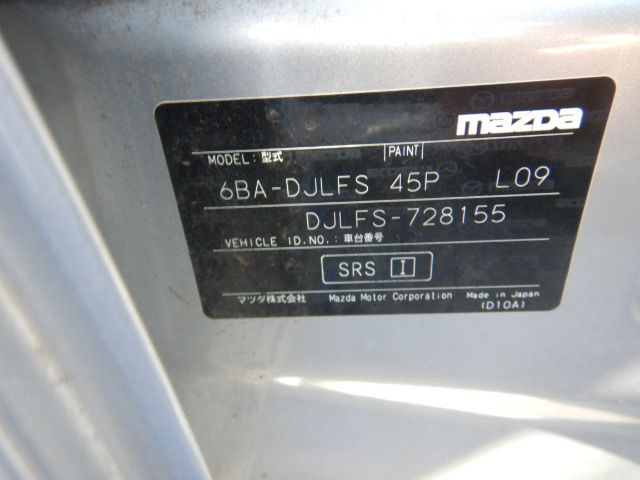 mazda
MODEL: 型式 |PAINT|
6BA-DJLFS 45P L09
DJLFS-728155
VEHICLE ID.NO.: 車台番号
SRS I
マツダ株式会社 Mazda Motor Corporation Made in Japan
(D10A)